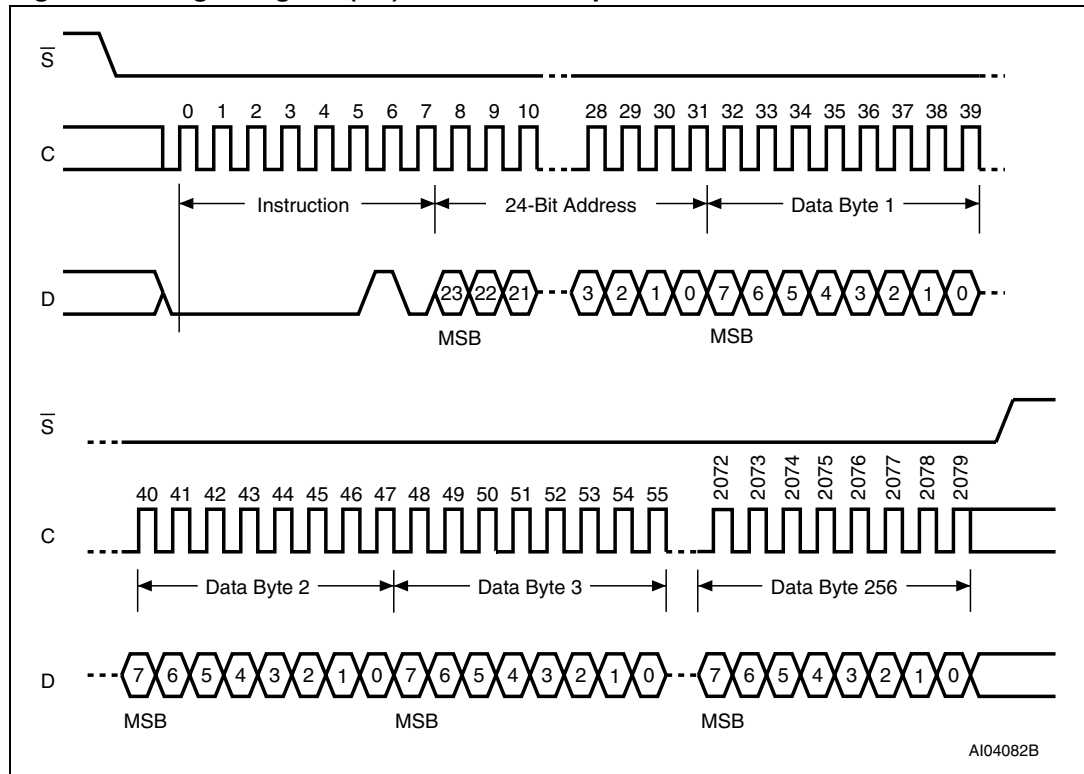 S
0 1 2 3 4 5 6 7 8 9 10 28 29 30 31 32 33 34 35 36 37 38 39
C
Instruction 24-Bit Address Data Byte 1
D 23 22 21 3 2 1 0 7 6 5 4 3 2 1 0
MSB MSB
S
40 41 42 43 44 45 46 47 48 49 50 51 52 53 54 55 2072 2073 2074 2075 2076 2077 2078 2079
C
Data Byte 2 Data Byte 3 Data Byte 256
D 7 6 5 4 3 2 1 0 7 6 5 4 3 2 1 0 7 6 5 4 3 2 1 0
MSB MSB MSB
AI04082B